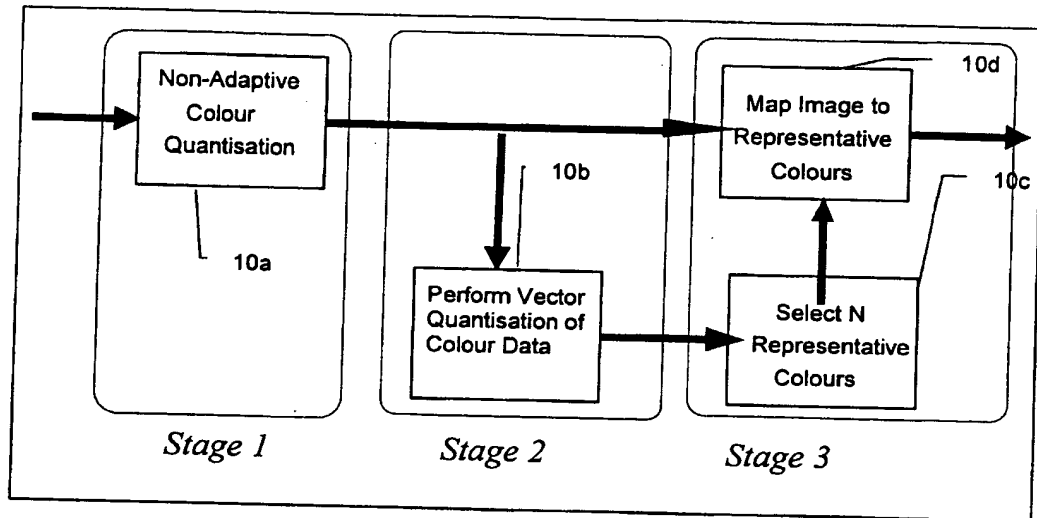 Non-Adaptive
Colour
Quantisation
10a
Stage 1
10b
Perform Vector
Quantisation of
Colour Data
Stage 2
10d
Map Image to
Representative
Colours
10c
Select N
Representative
Colours
Stage 3